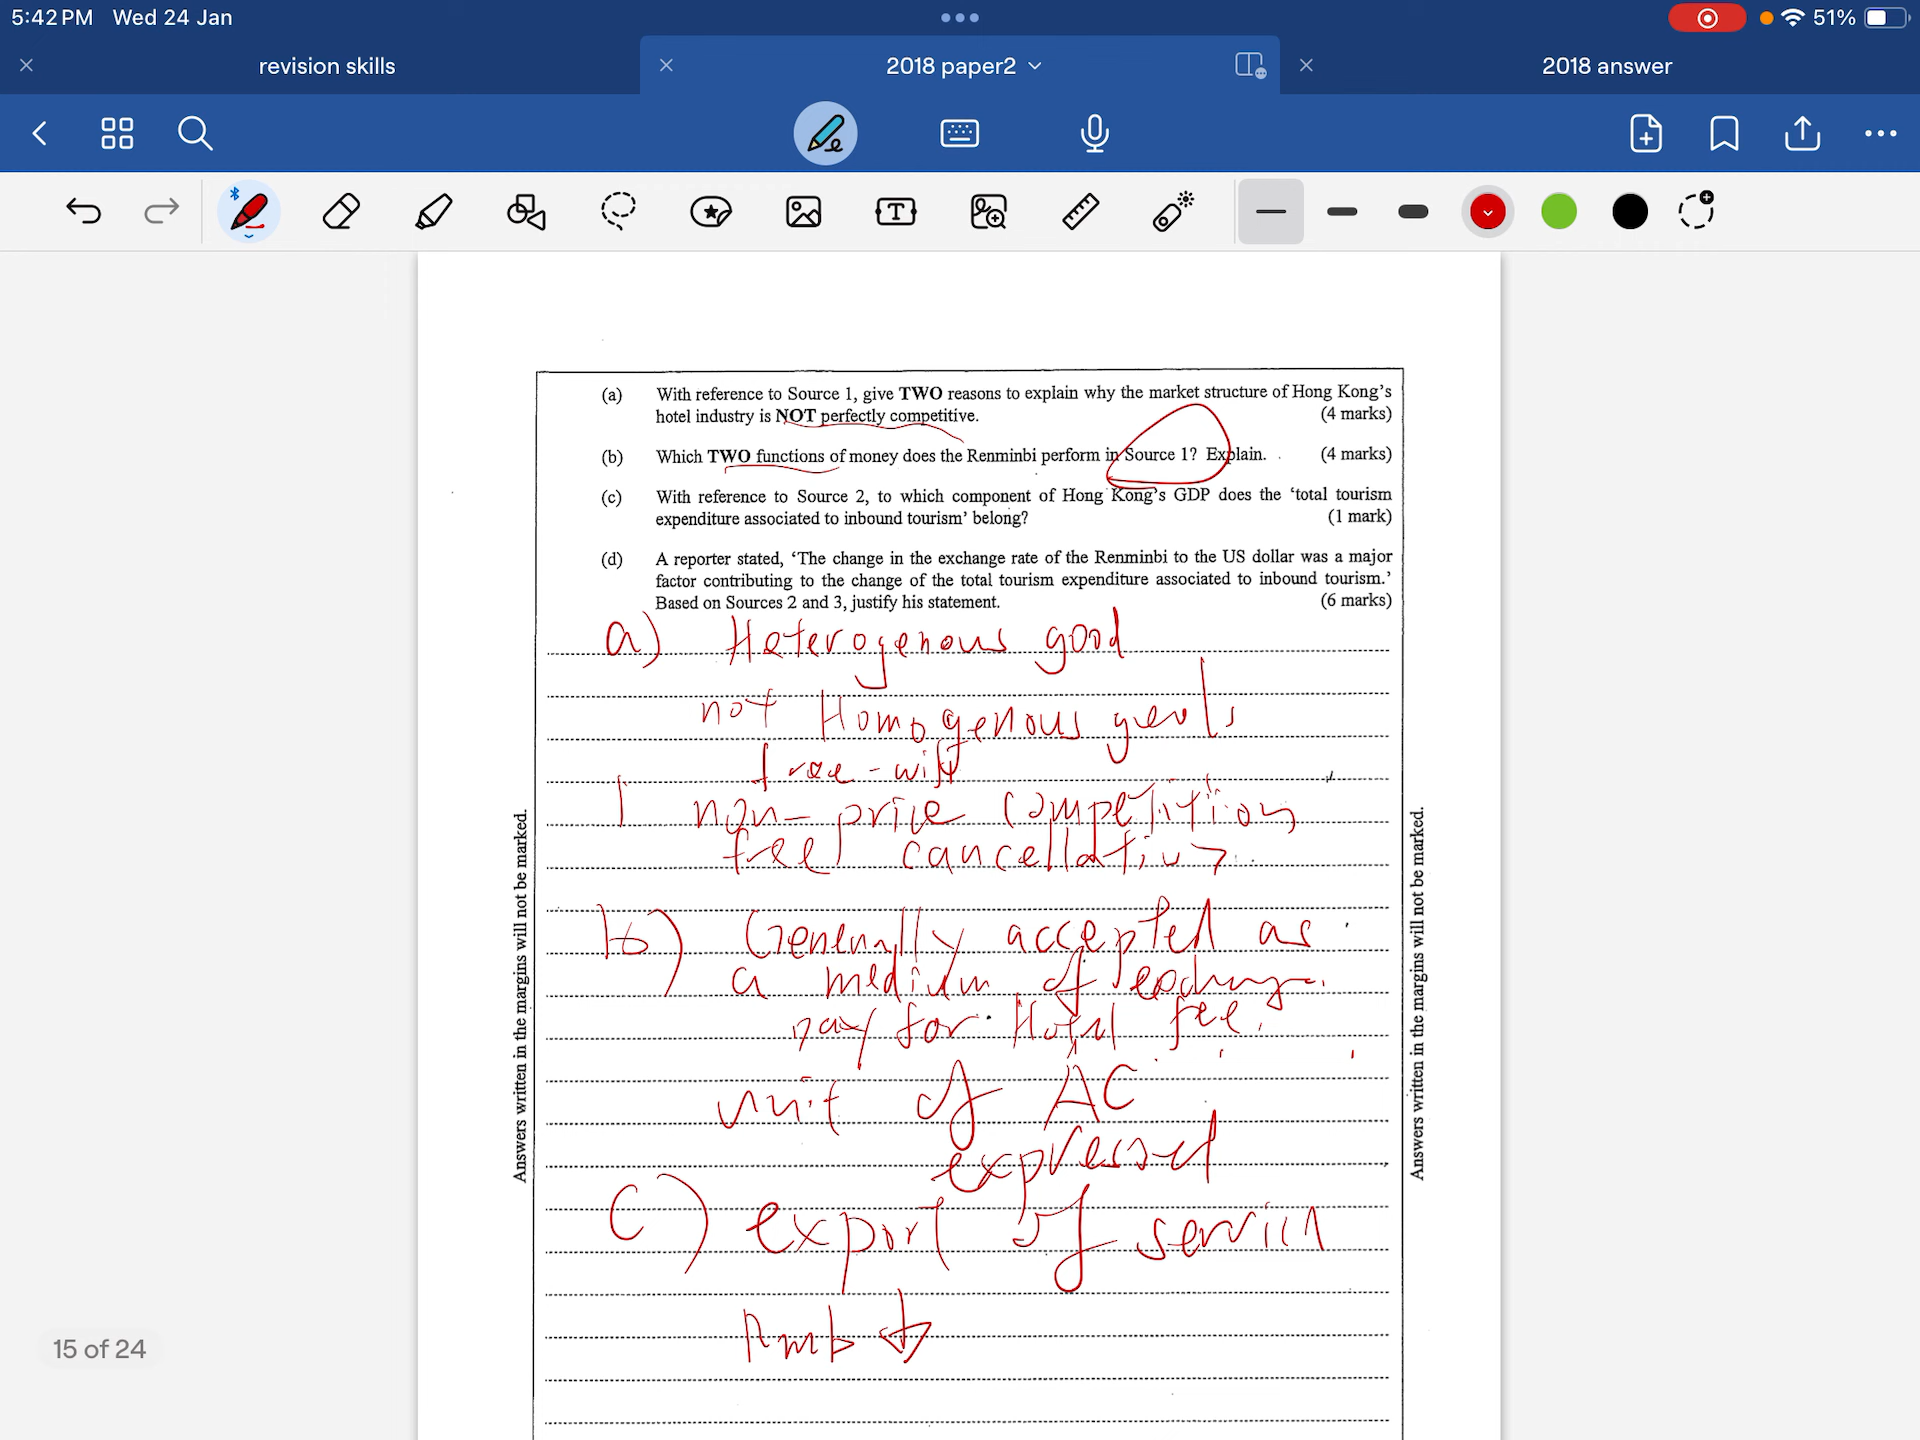 5:42 PM Wed 24 Jan
51%
revision skills
2018 paper2
2018 answer
(a) With reference to Source 1, give TWO reasons to explain why the market structure of Hong Kong's
hotel industry is NOT perfectly competitive. (4 marks)
(b) Which TWO functions of money does the Renminbi perform in Source 1? Explain. (4 marks)
(c) With reference to Source 2, to which component of Hong Kong's GDP does the 'total tourism
expenditure associated to inbound tourism' belong? (1 mark)
(d) A reporter stated, 'The change in the exchange rate of the Renminbi to the US dollar was a major
factor contributing to the change of the total tourism expenditure associated to inbound tourism.'
Based on Sources 2 and 3, justify his statement. (6 marks)
a) Heterogenous good
not Homogenous
free-wifi
non-price competition
free cancellation
b) Generally accepted as
a medium of exchange
pay for Hotel fee.
unit of AC
expressed
c) export of service
Rmb
Answers written in the margins will not be marked.
Answers written in the margins will not be marked.
15 of 24